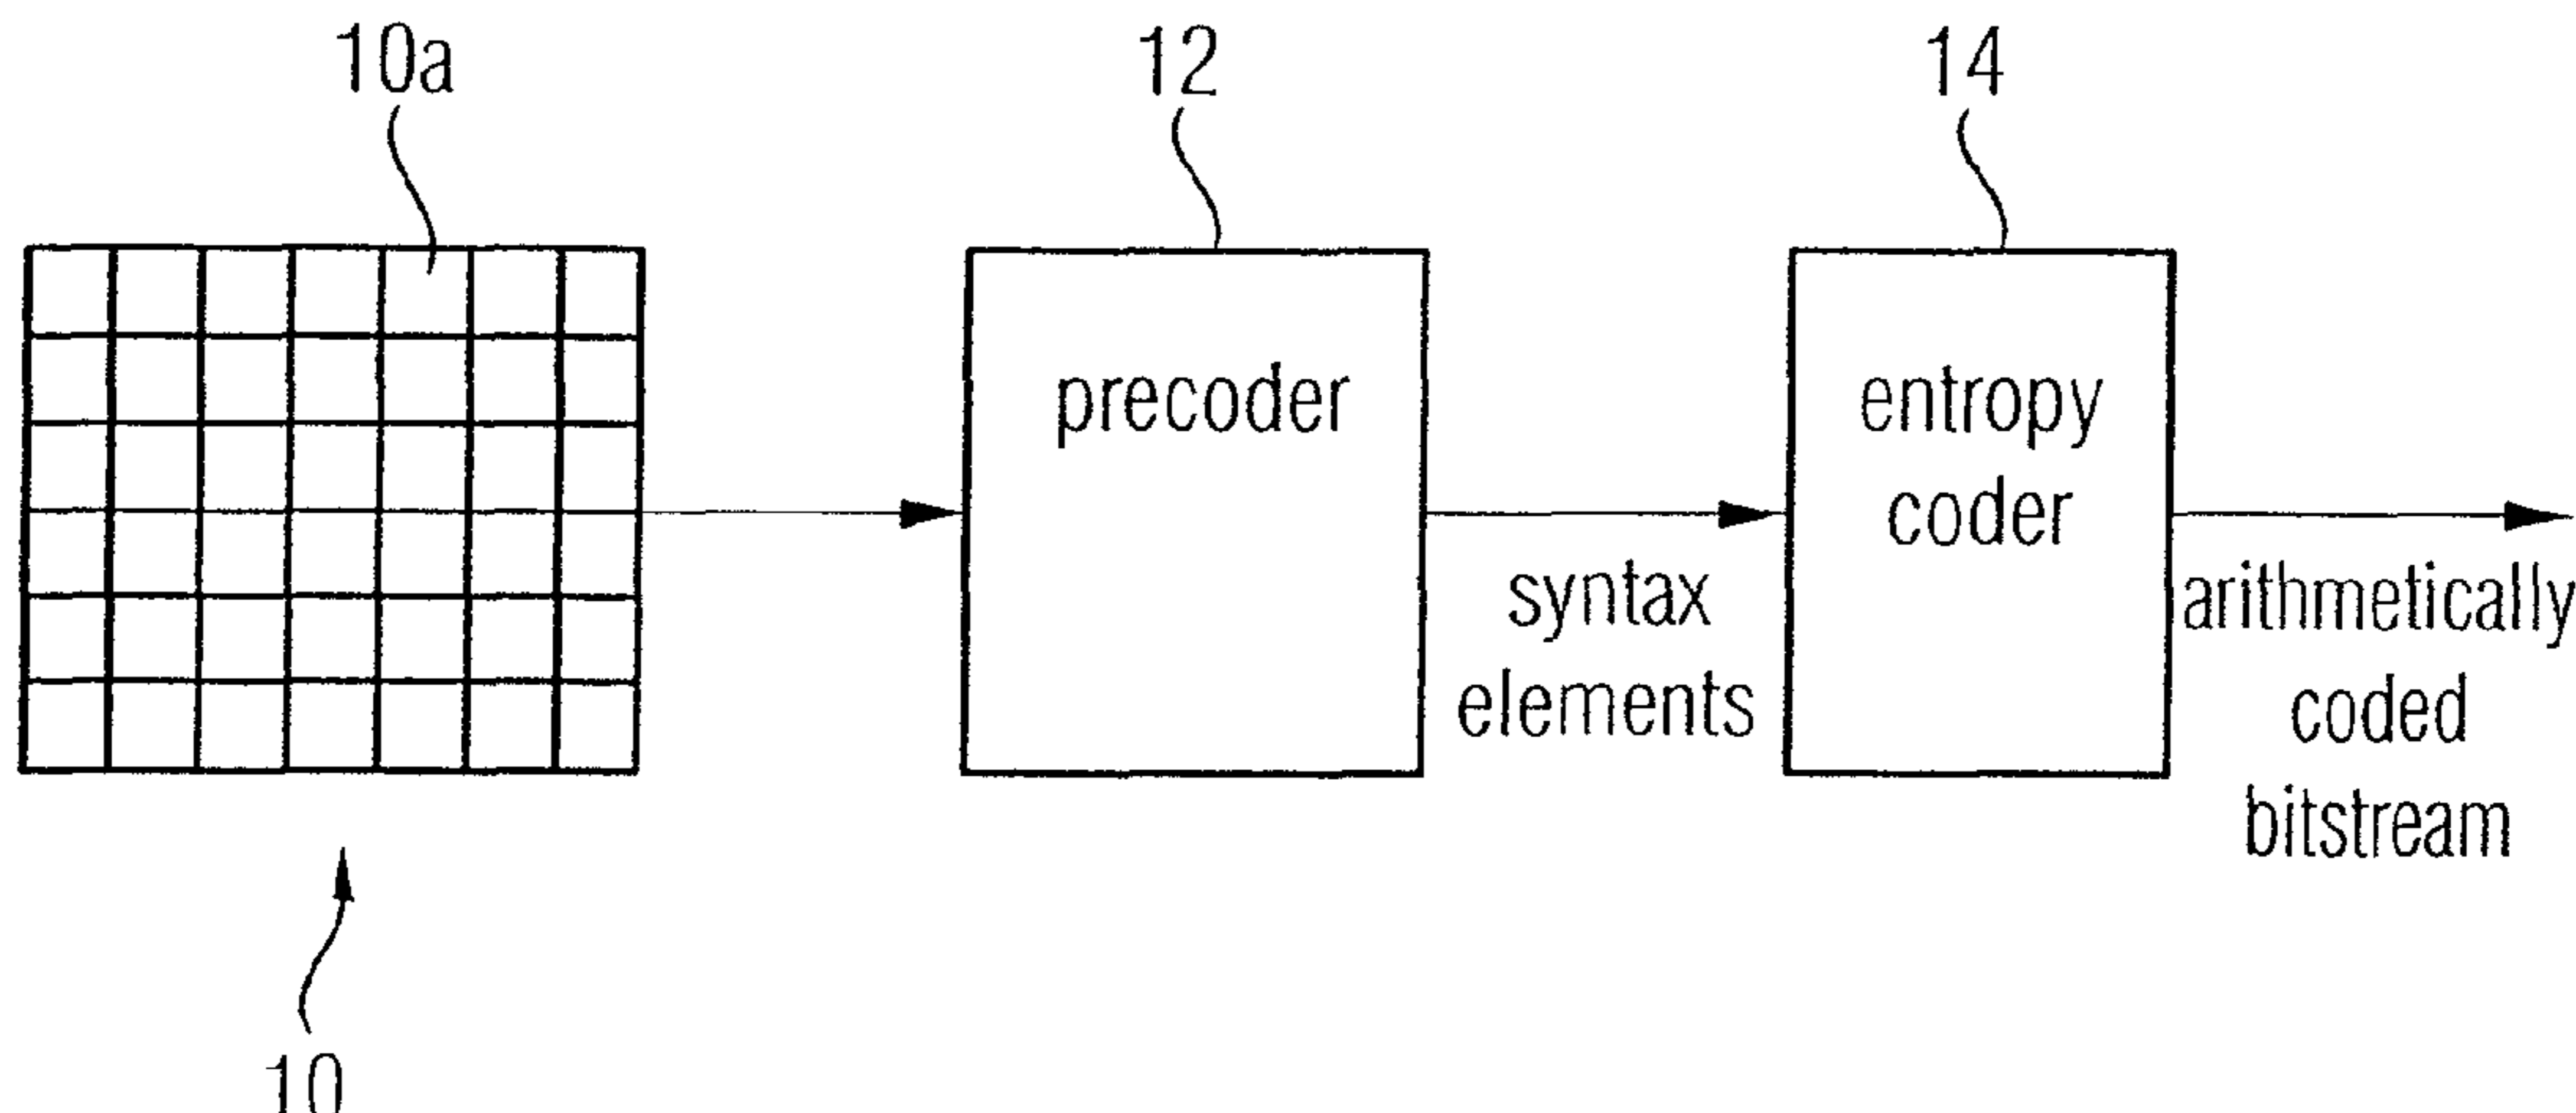 10a
12
14
precoder
entropy
coder
syntax
elements
arithmetically
coded
bitstream
10